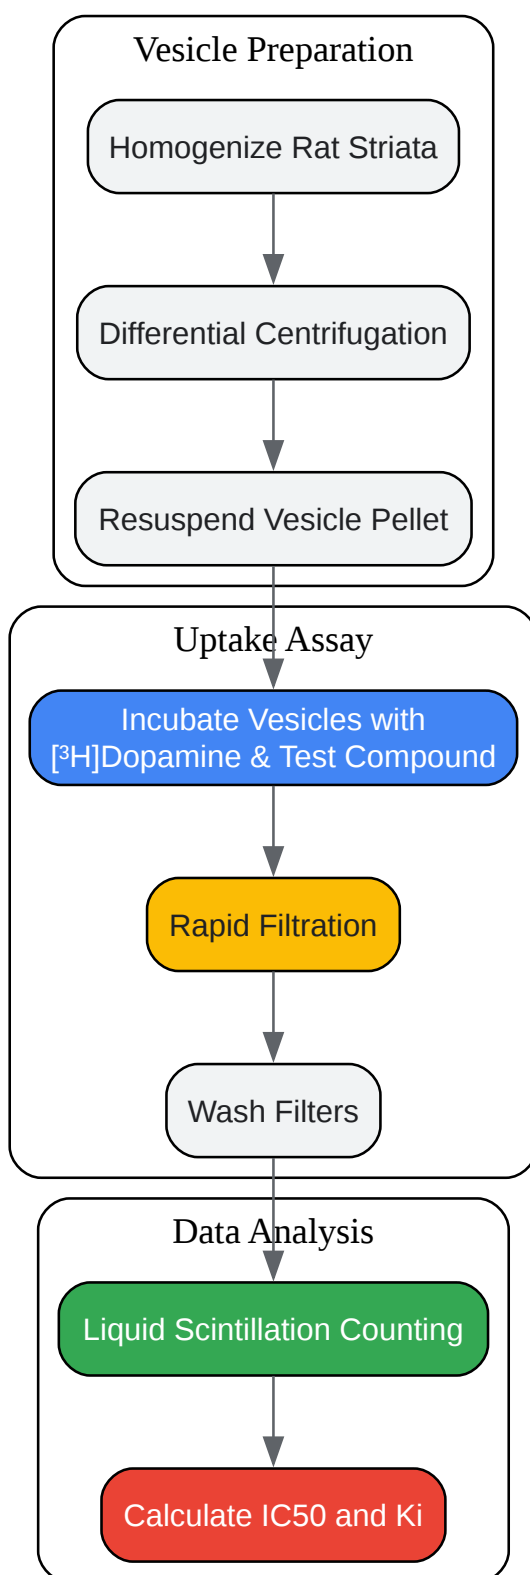 Vesicle Preparation
Homogenize Rat Striata
Differential Centrifugation
Resuspend Vesicle Pellet
Uptake Assay
Incubate Vesicles with
[³H]Dopamine & Test Compound
Rapid Filtration
Wash Filters
Data Analysis
Liquid Scintillation Counting
Calculate IC50 and Ki